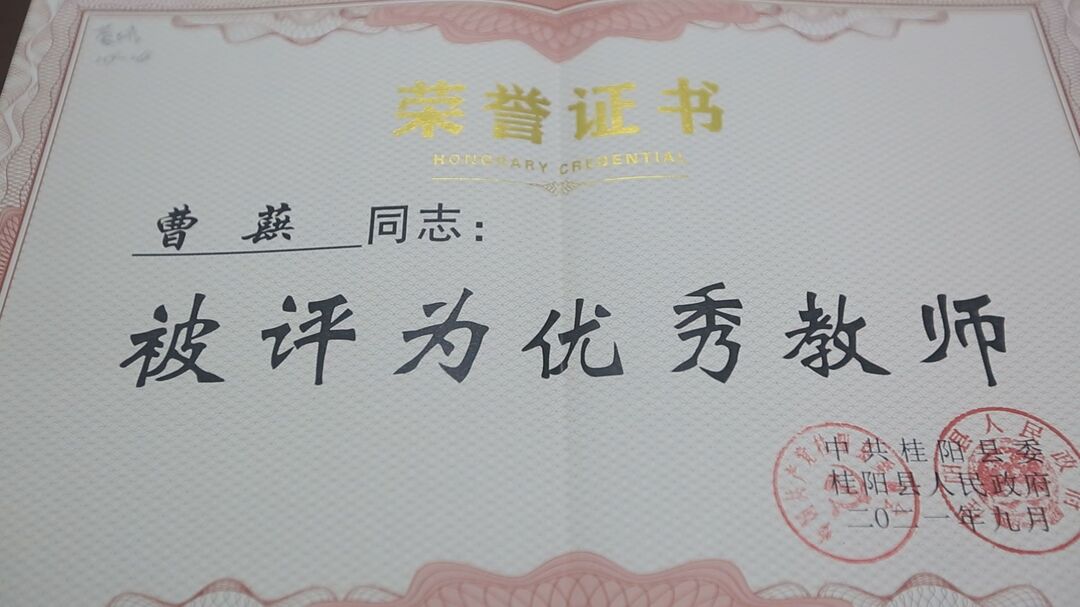 荣誉证书
HONORARY CREDENTIAL
曹 蕻 同志：
被评为优秀教师
中共桂阳县委
桂阳县人民政府
二0二一年九月